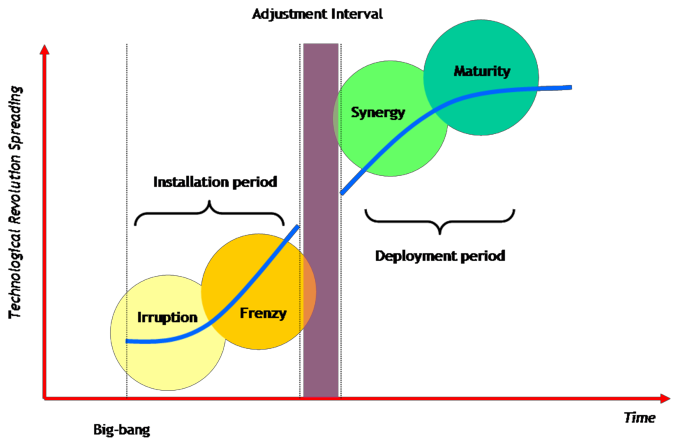 Adjustment Interval
Maturity
Synergy
Installation period
Deployment period
Technological Revolution Spreading
Irruption
Frenzy
Time
Big-bang